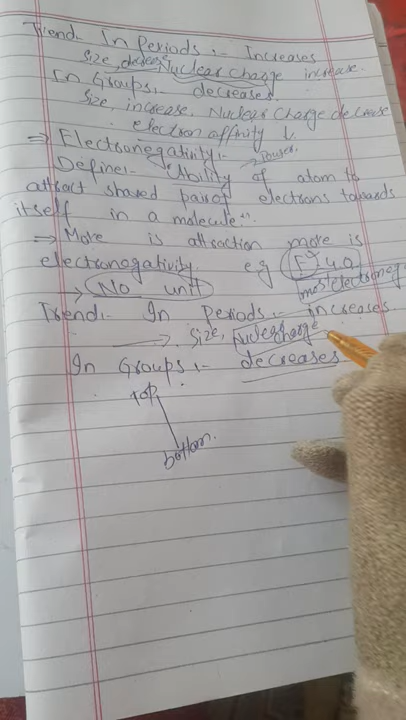 Trend:- In Periods:- Increases
Size, decrease Nuclear charge increase.
In Groups:- decreases.
Size, increase. Nuclear Charge decrease
electron affinity ↓.
⇒ Electronegativity:-
Define:- "Ability of atom to → Power.
attract shared pair of electrons towards
itself in a molecule".
⇒ More is attraction more is
electronegativity. e.g F 4.0
→ No unit most electroneg
Trend:- In Periods:- increases
→ Size, Nuclear charge
In Groups:- decreases
top
bottom.